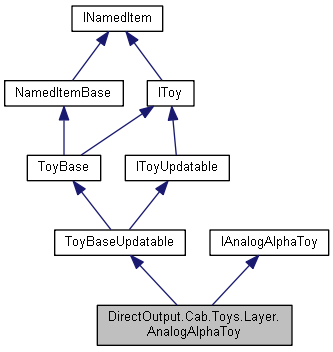 INamedItem
NamedItemBase
IToy
ToyBase
IToyUpdatable
ToyBaseUpdatable
IAnalogAlphaToy
DirectOutput.Cab.Toys.Layer.
AnalogAlphaToy